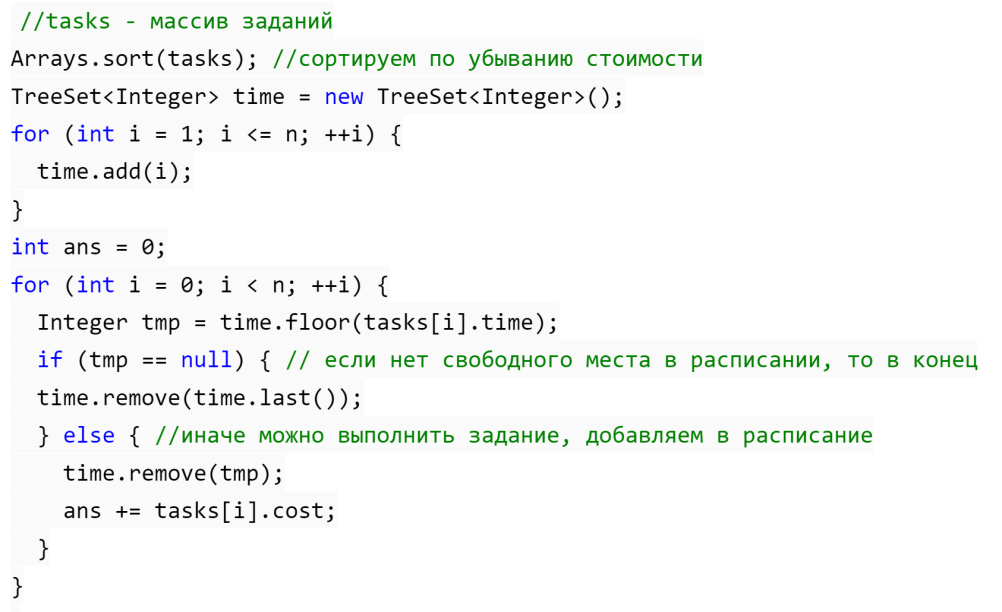 //tasks - массив заданий
Arrays.sort(tasks); //сортируем по убыванию стоимости
TreeSet<Integer> time = new TreeSet<Integer>();
for (int i = 1; i <= n; ++i) {
  time.add(i);
}
int ans = 0;
for (int i = 0; i < n; ++i) {
  Integer tmp = time.floor(tasks[i].time);
  if (tmp == null) { // если нет свободного места в расписании, то в конец
  time.remove(time.last());
  } else { //иначе можно выполнить задание, добавляем в расписание
    time.remove(tmp);
    ans += tasks[i].cost;
  }
}